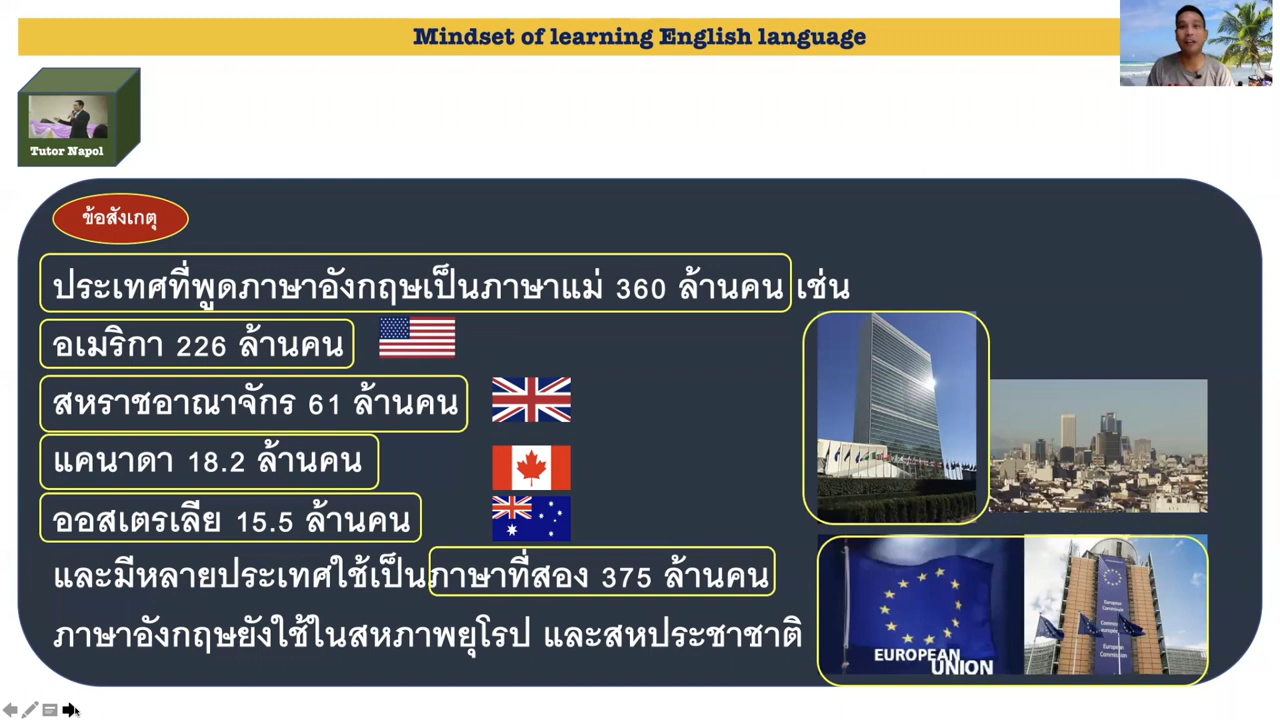 Mindset of learning English language
Tutor Napol
ข้อสังเกตุ
ประเทศที่พูดภาษาอังกฤษเป็นภาษาแม่ 360 ล้านคน เช่น
อเมริกา 226 ล้านคน
สหราชอาณาจักร 61 ล้านคน
แคนาดา 18.2 ล้านคน
ออสเตรเลีย 15.5 ล้านคน
และมีหลายประเทศใช้เป็นภาษาที่สอง 375 ล้านคน
ภาษาอังกฤษยังใช้ในสหภาพยุโรป และสหประชาชาติ
EUROPEAN
UNION
European
Commission